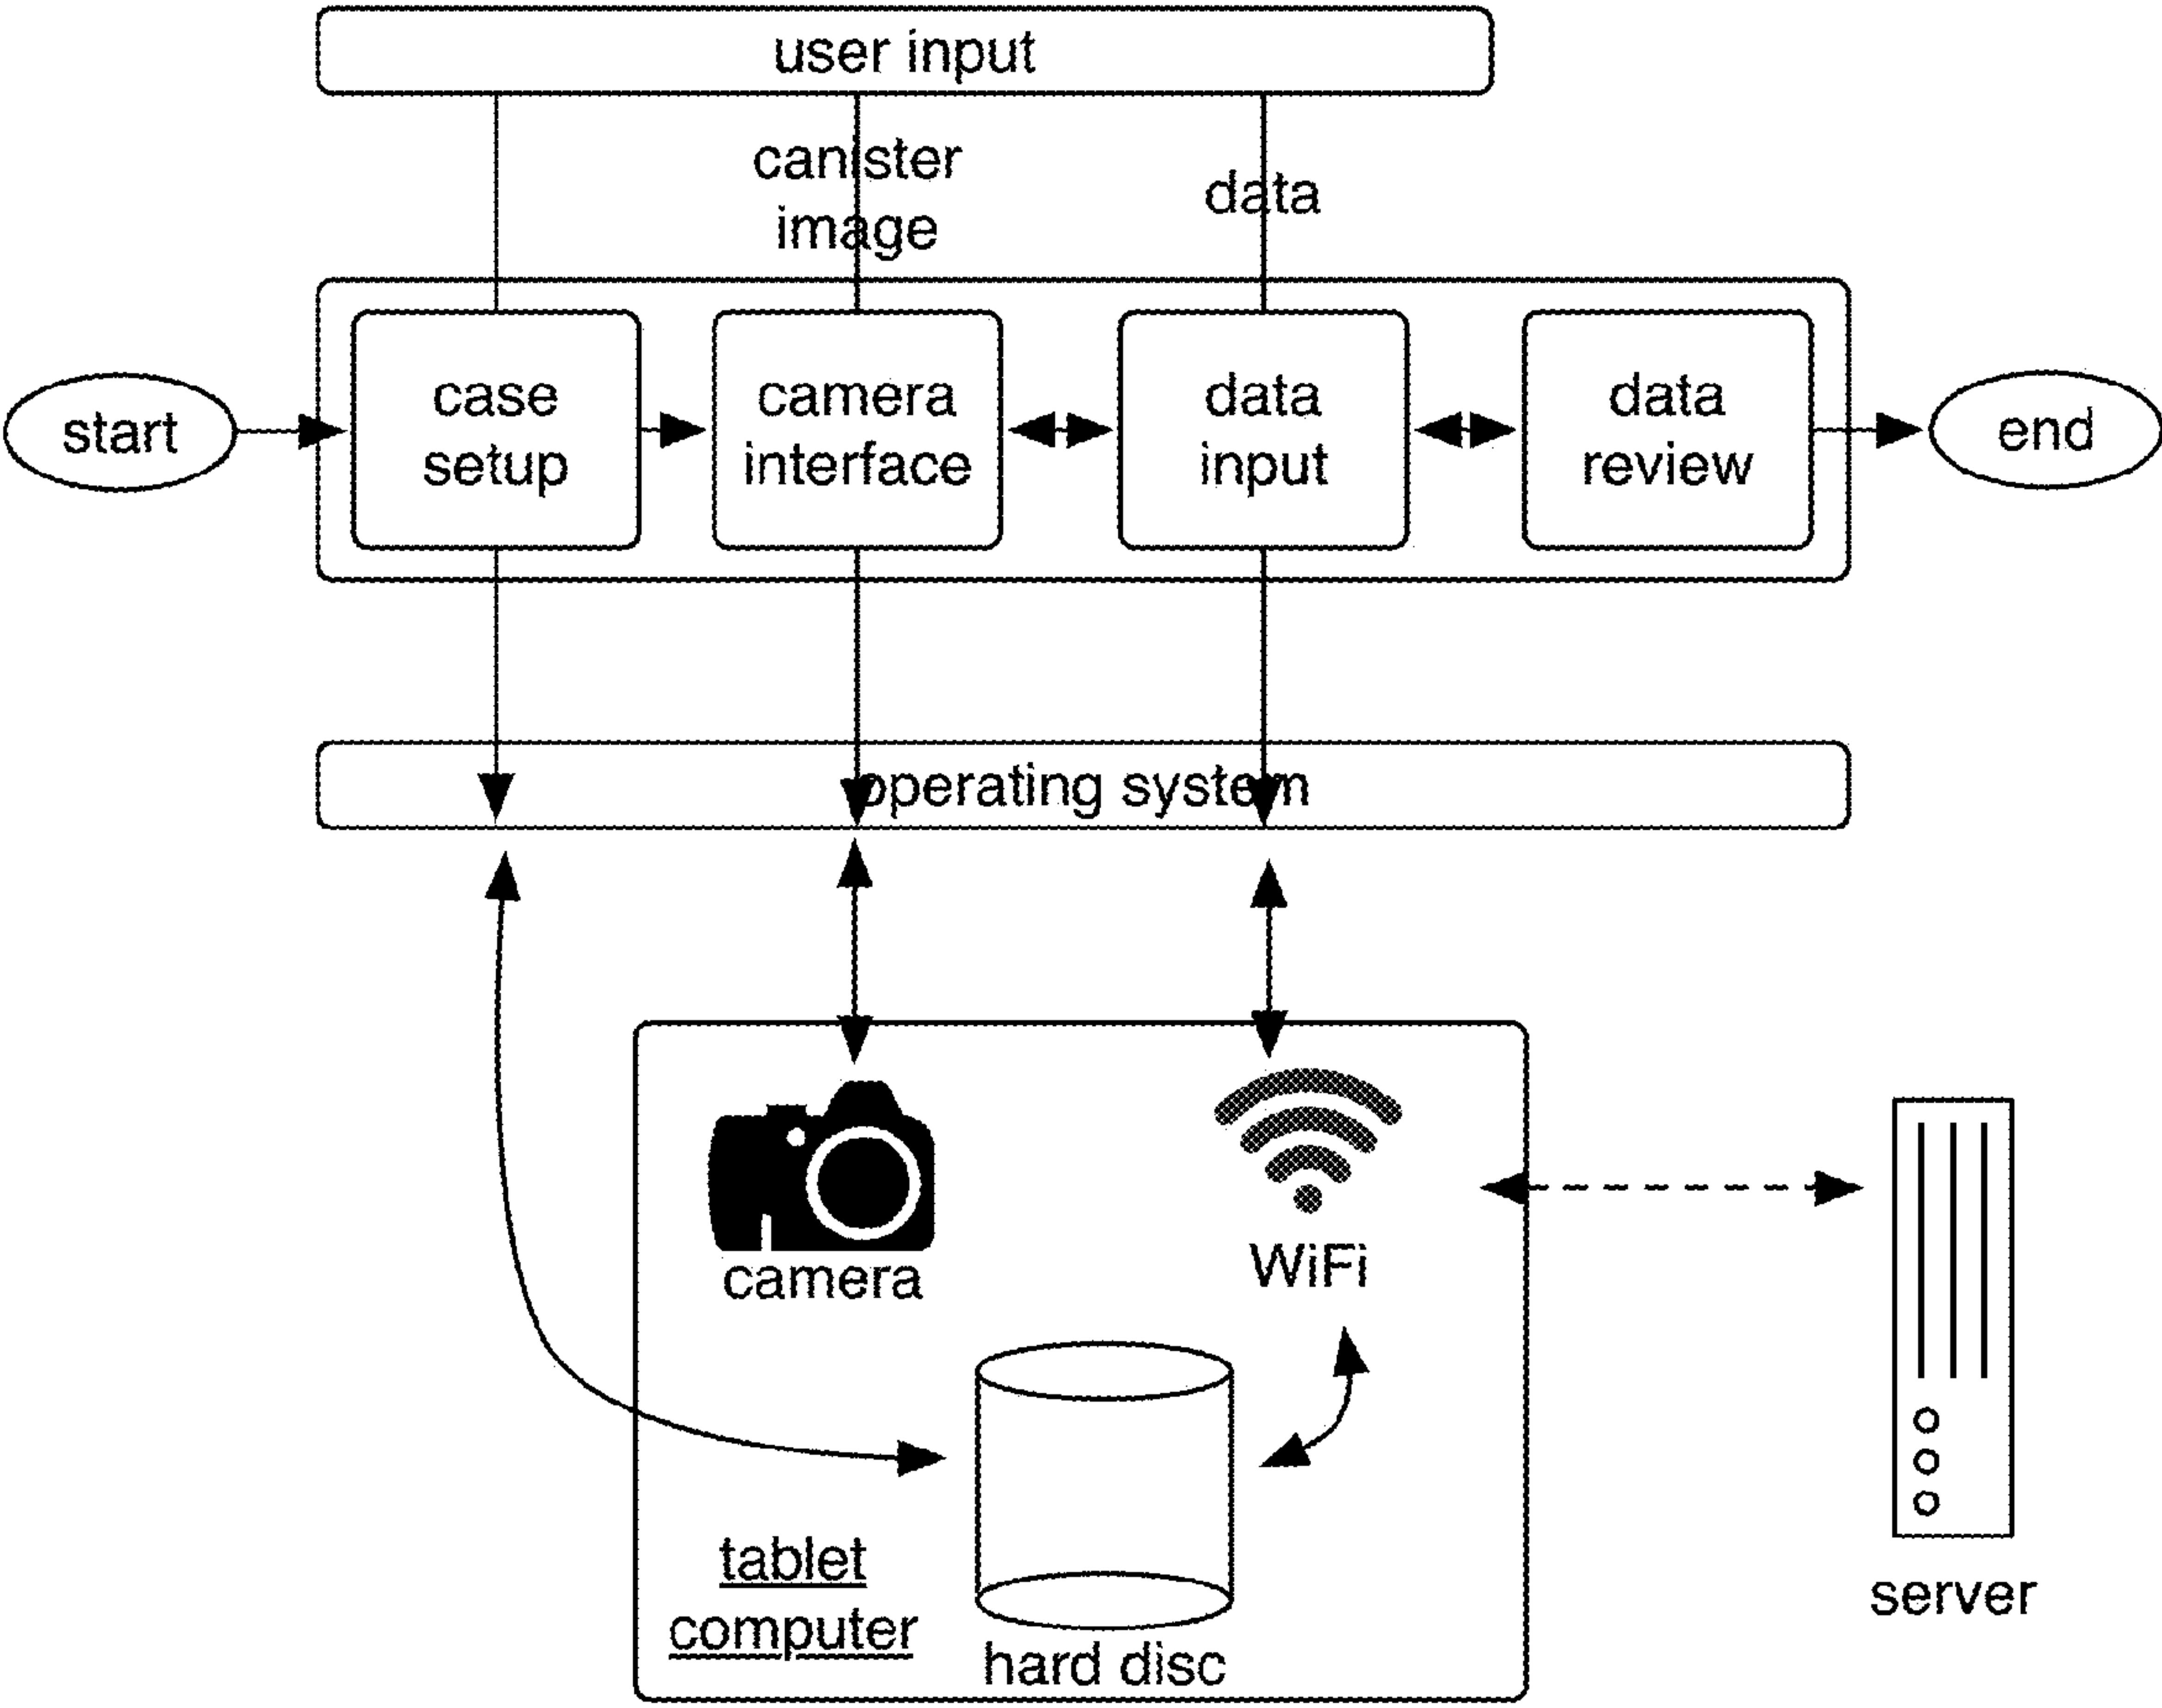 user input
canister
image
data
start
case
setup
camera
interface
data
input
data
review
end
operating system
camera
WiFi
tablet
computer
hard disc
server